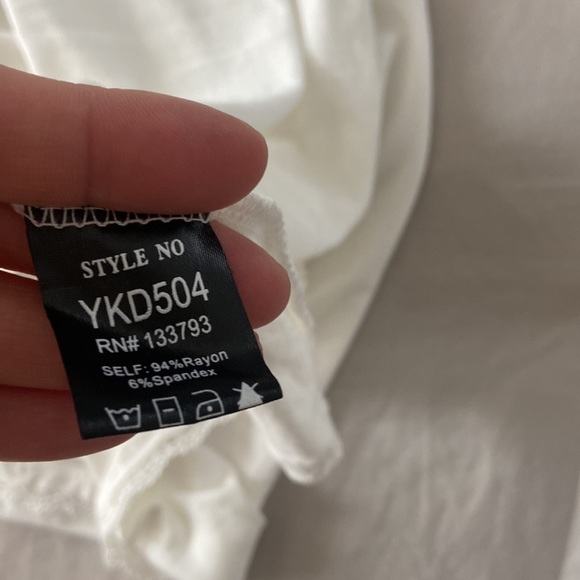 STYLE NO
YKD504
RN# 133793
SELF: 94%Rayon
6%Spandex